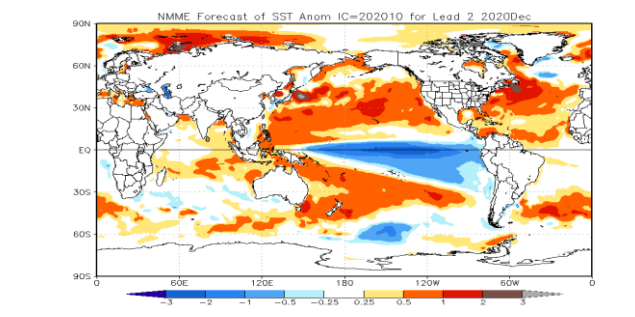 NMME Forecast of SST Anom IC=202010 for Lead 2 2020Dec
90N
60N
30N
EQ
30S
60S
90S
0 60E 120E 180 120W 60W 0
-3 -2 -1 -0.5 -0.25 0.25 0.5 1 2 3